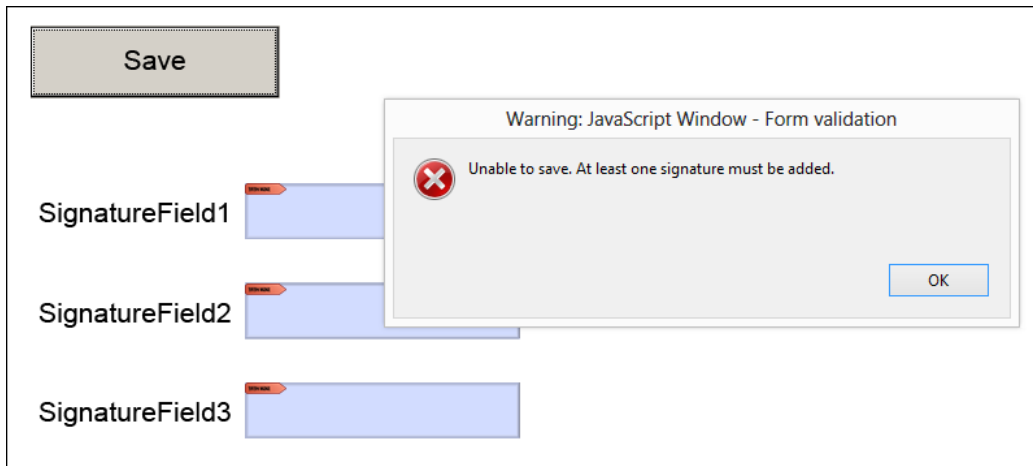 Save
Warning: JavaScript Window - Form validation
Unable to save. At least one signature must be added.
OK
SignatureField1
SignatureField2
SignatureField3